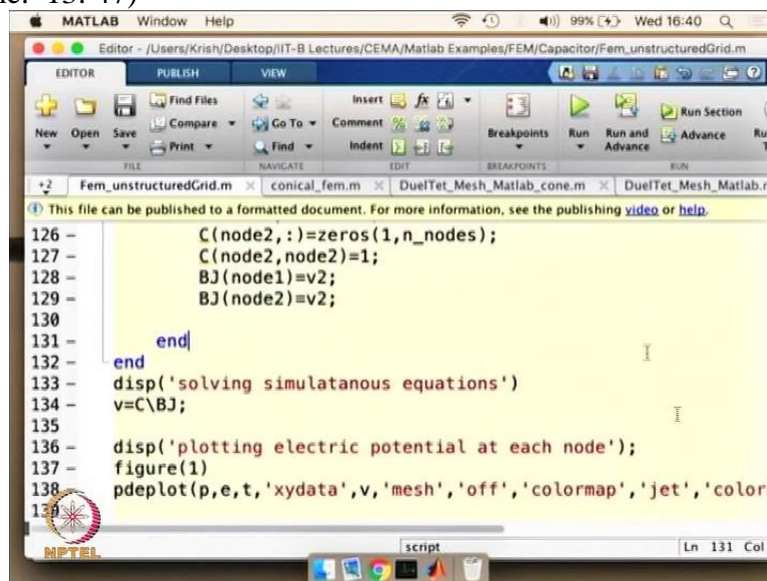 MATLAB Window Help 99% Wed 16:40
Editor - /Users/Krish/Desktop/IIT-B Lectures/CEMA/Matlab Examples/FEM/Capacitor/Fem_unstructuredGrid.m
EDITOR PUBLISH VIEW
Find Files Insert fx
Compare Go To Comment % Run Section
New Open Save Print Find Indent Breakpoints Run Run and Advance Advance
FILE NAVIGATE EDIT BREAKPOINTS RUN
+2 Fem_unstructuredGrid.m × conical_fem.m × DuelTet_Mesh_Matlab_cone.m × DuelTet_Mesh_Matlab.
This file can be published to a formatted document. For more information, see the publishing video or help.
126 - C(node2,:)=zeros(1,n_nodes);
127 - C(node2,node2)=1;
128 - BJ(node1)=v2;
129 - BJ(node2)=v2;
130
131 - end
132 - end
133 - disp('solving simulatanous equations')
134 - v=C\BJ;
135
136 - disp('plotting electric potential at each node');
137 - figure(1)
138 - pdeplot(p,e,t,'xydata',v,'mesh','off','colormap','jet','color
139
NPTEL
script Ln 131 Col